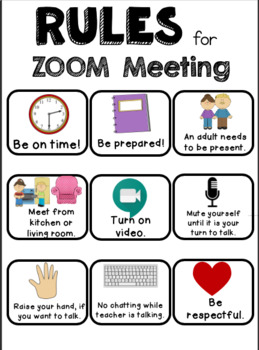 RULES for
ZOOM Meeting
Be on time!
Be prepared!
An adult needs
to be present.
Meet from
kitchen or
living room.
Turn on
video.
Mute yourself
until it is your
turn to talk.
Raise your hand, if
you want to talk.
No chatting while
teacher is talking.
Be
respectful.